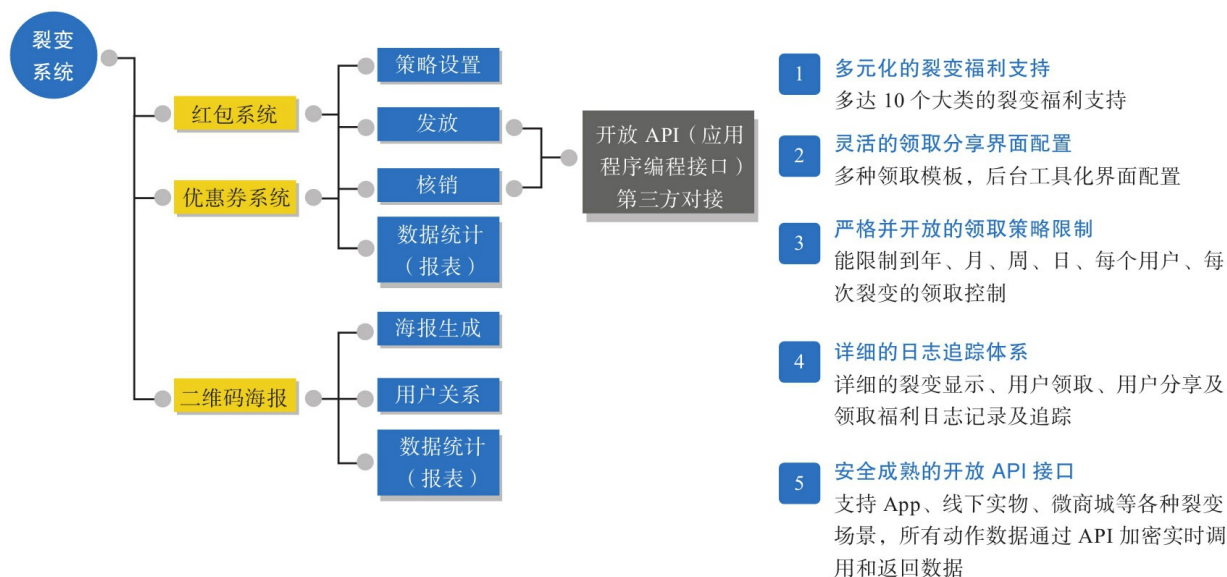 裂变
系统
红包系统
优惠券系统
二维码海报
策略设置
发放
核销
数据统计
（报表）
海报生成
用户关系
数据统计
（报表）
开放 API（应用
程序编程接口）
第三方对接
1
多元化的裂变福利支持
多达 10 个大类的裂变福利支持
2
灵活的领取分享界面配置
多种领取模板，后台工具化界面配置
3
严格并开放的领取策略限制
能限制到年、月、周、日、每个用户、每
次裂变的领取控制
4
详细的日志追踪体系
详细的裂变显示、用户领取、用户分享及
领取福利日志记录及追踪
5
安全成熟的开放 API 接口
支持 App、线下实物、微商城等各种裂变
场景，所有动作数据通过 API 加密实时调
用和返回数据